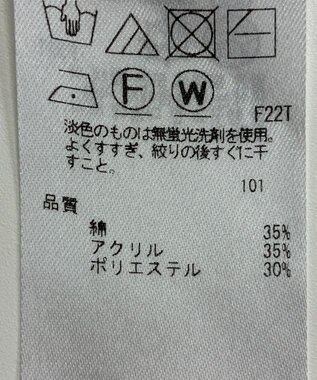 F
W
F22T
淡色のものは無蛍光洗剤を使用。
よくすすぎ、絞りの後すぐに干
すこと。
101
品質
綿 35%
アクリル 35%
ポリエステル 30%